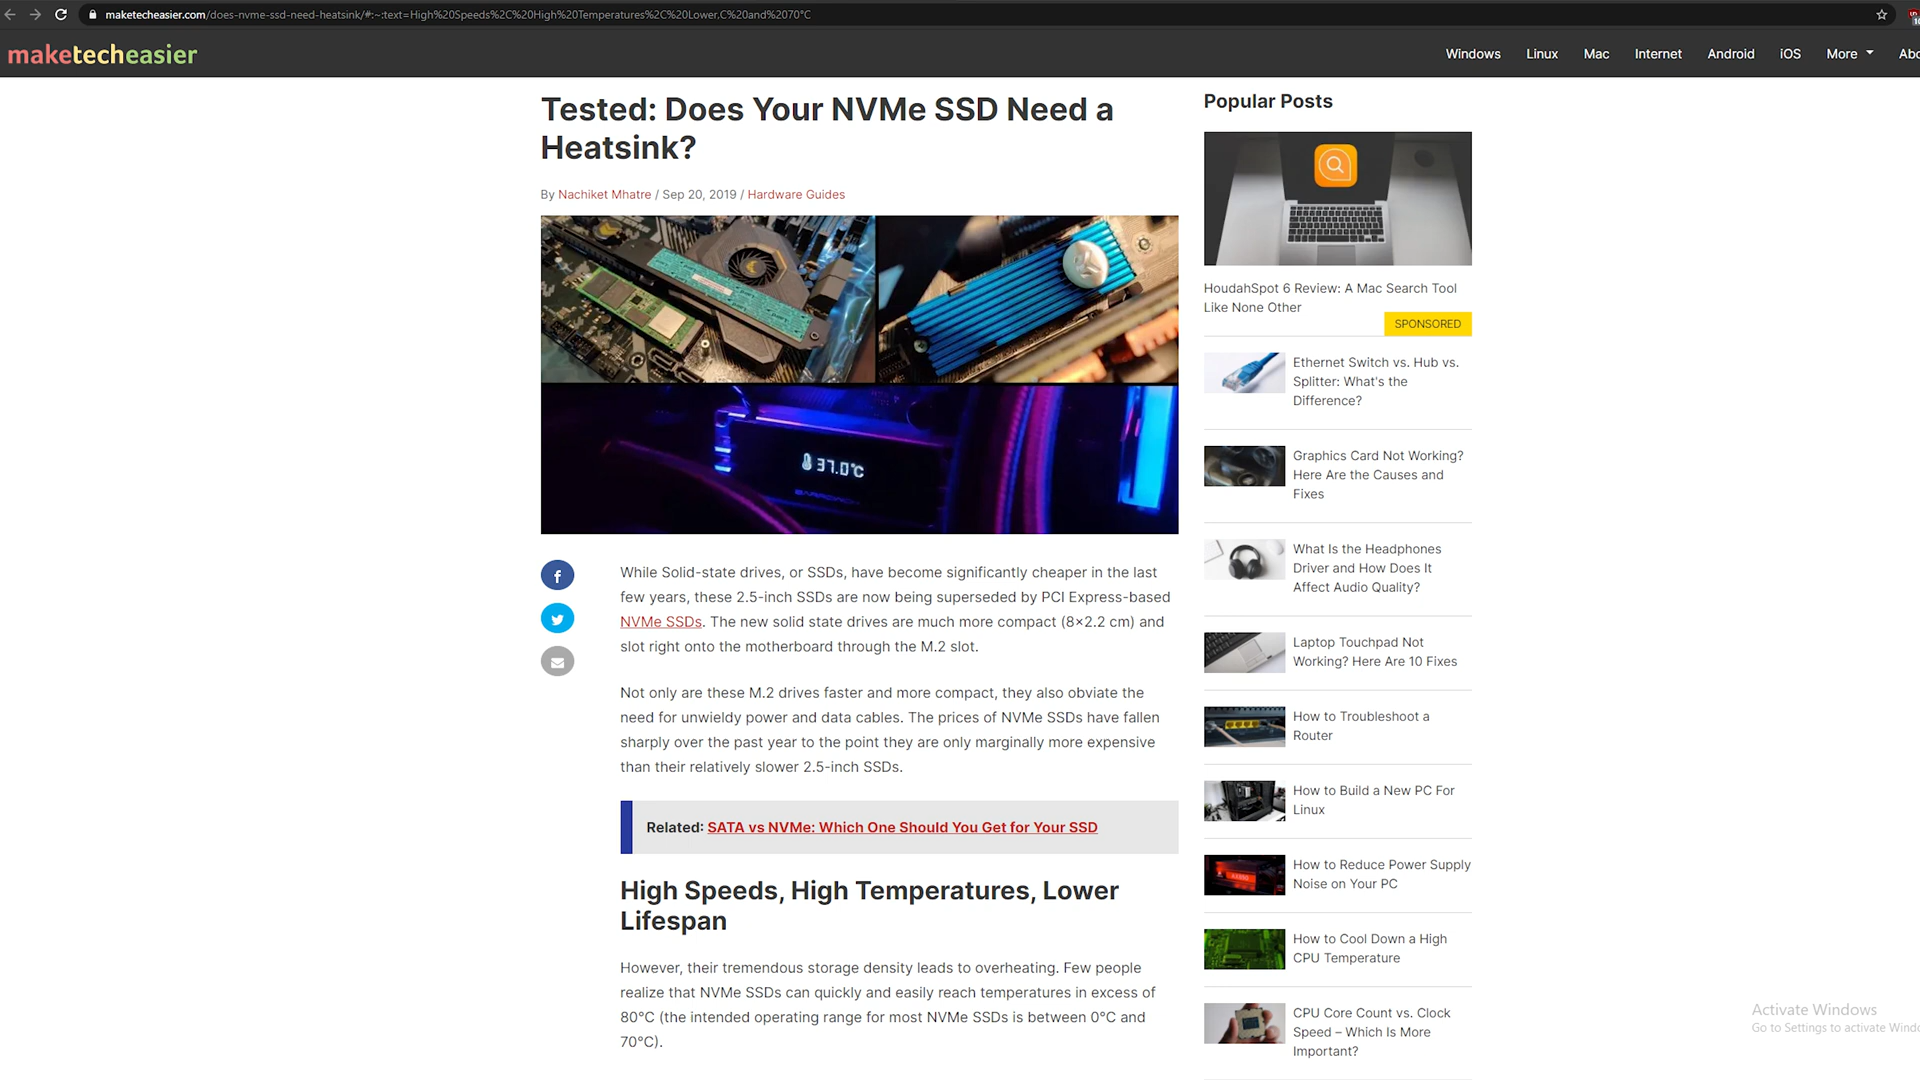 maketecheasier.com/does-nvme-ssd-need-heatsink/#:~:text=High%20Speeds%2C%20High%20Temperatures%2C%20Lower,C%20and%2070°C
maketecheasier
Windows Linux Mac Internet Android iOS More Abo
Tested: Does Your NVMe SSD Need a
Heatsink?
By Nachiket Mhatre / Sep 20, 2019 / Hardware Guides
37.0°C
While Solid-state drives, or SSDs, have become significantly cheaper in the last
few years, these 2.5-inch SSDs are now being superseded by PCI Express-based
NVMe SSDs. The new solid state drives are much more compact (8×2.2 cm) and
slot right onto the motherboard through the M.2 slot.
Not only are these M.2 drives faster and more compact, they also obviate the
need for unwieldy power and data cables. The prices of NVMe SSDs have fallen
sharply over the past year to the point they are only marginally more expensive
than their relatively slower 2.5-inch SSDs.
Related: SATA vs NVMe: Which One Should You Get for Your SSD
High Speeds, High Temperatures, Lower
Lifespan
However, their tremendous storage density leads to overheating. Few people
realize that NVMe SSDs can quickly and easily reach temperatures in excess of
80°C (the intended operating range for most NVMe SSDs is between 0°C and
70°C).
Popular Posts
HoudahSpot 6 Review: A Mac Search Tool
Like None Other
SPONSORED
Ethernet Switch vs. Hub vs.
Splitter: What's the
Difference?
Graphics Card Not Working?
Here Are the Causes and
Fixes
What Is the Headphones
Driver and How Does It
Affect Audio Quality?
Laptop Touchpad Not
Working? Here Are 10 Fixes
How to Troubleshoot a
Router
How to Build a New PC For
Linux
How to Reduce Power Supply
Noise on Your PC
How to Cool Down a High
CPU Temperature
CPU Core Count vs. Clock
Speed – Which Is More
Important?
Activate Windows
Go to Settings to activate Windo